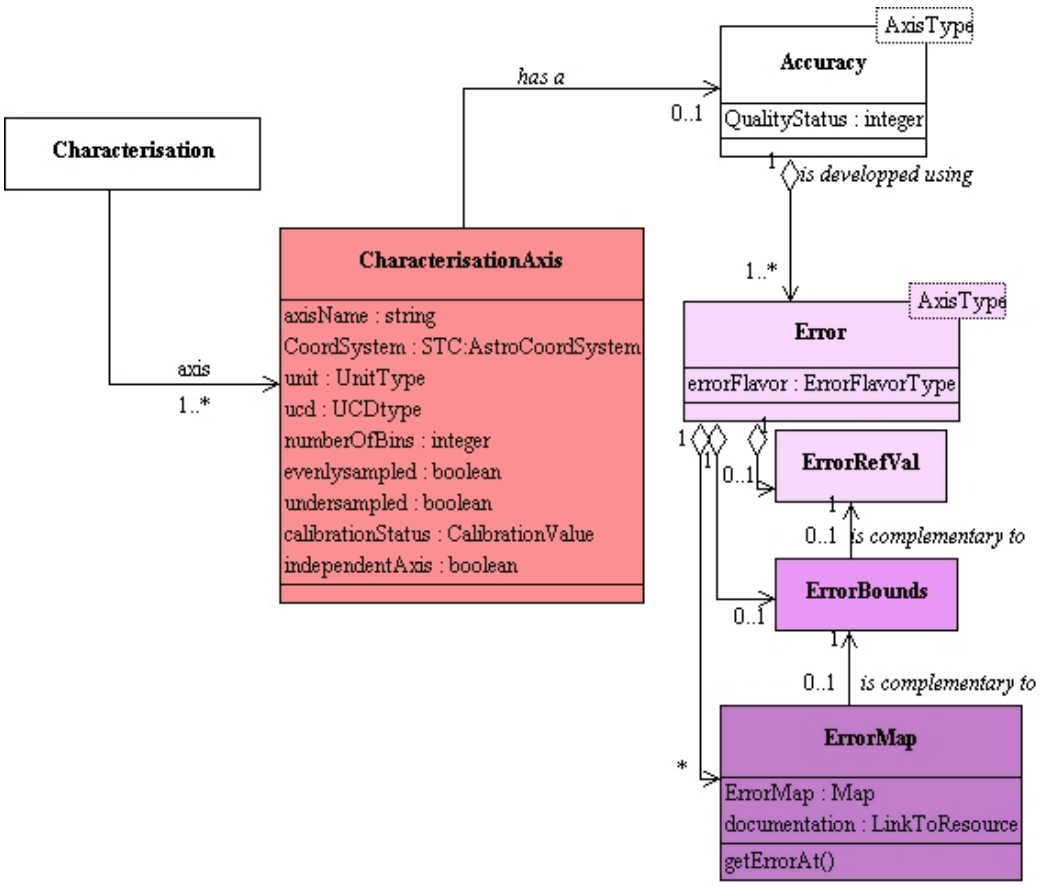 AxisType
Accuracy
has a
0..1
QualityStatus : integer
Characterisation
1
is developped using
CharacterisationAxis
1..*
AxisType
axisName : string
Error
CoordSystem : STC:AstroCoordSystem
axis
unit : UnitType
errorFlavor : ErrorFlavorType
1..*
ucd : UCDtype
numberOfBins : integer
1
1
1
evenlysampled : boolean
0..1
ErrorRefVal
undersampled : boolean
1
calibrationStatus : CalibrationValue
0..1
is complementary to
independentAxis : boolean
ErrorBounds
0..1
1
0..1
is complementary to
ErrorMap
*
ErrorMap : Map
documentation : LinkToResource
getErrorAt()